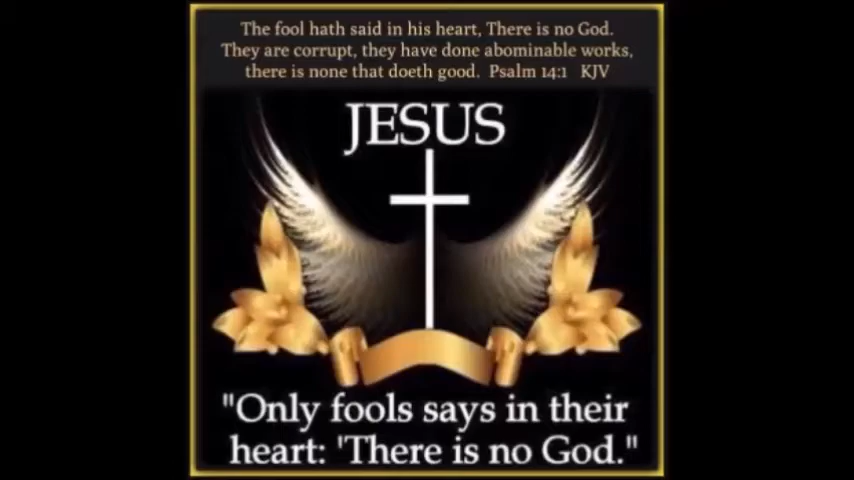 The fool hath said in his heart, There is no God.
They are corrupt, they have done abominable works,
there is none that doeth good. Psalm 14:1 KJV
JESUS
"Only fools says in their
heart: 'There is no God."